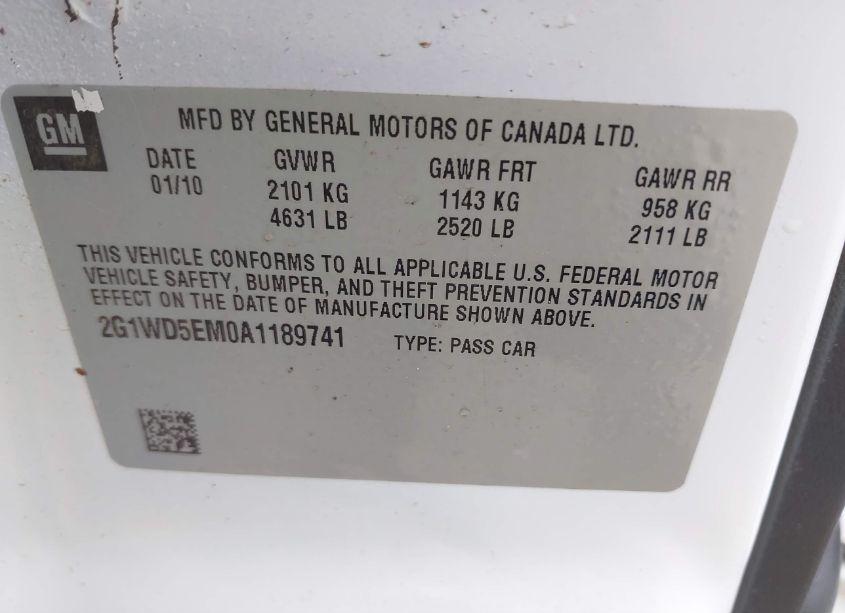 GM
MFD BY GENERAL MOTORS OF CANADA LTD.
DATE GVWR GAWR FRT GAWR RR
01/10 2101 KG 1143 KG 958 KG
4631 LB 2520 LB 2111 LB
THIS VEHICLE CONFORMS TO ALL APPLICABLE U.S. FEDERAL MOTOR
VEHICLE SAFETY, BUMPER, AND THEFT PREVENTION STANDARDS IN
EFFECT ON THE DATE OF MANUFACTURE SHOWN ABOVE.
2G1WD5EM0A1189741 TYPE: PASS CAR